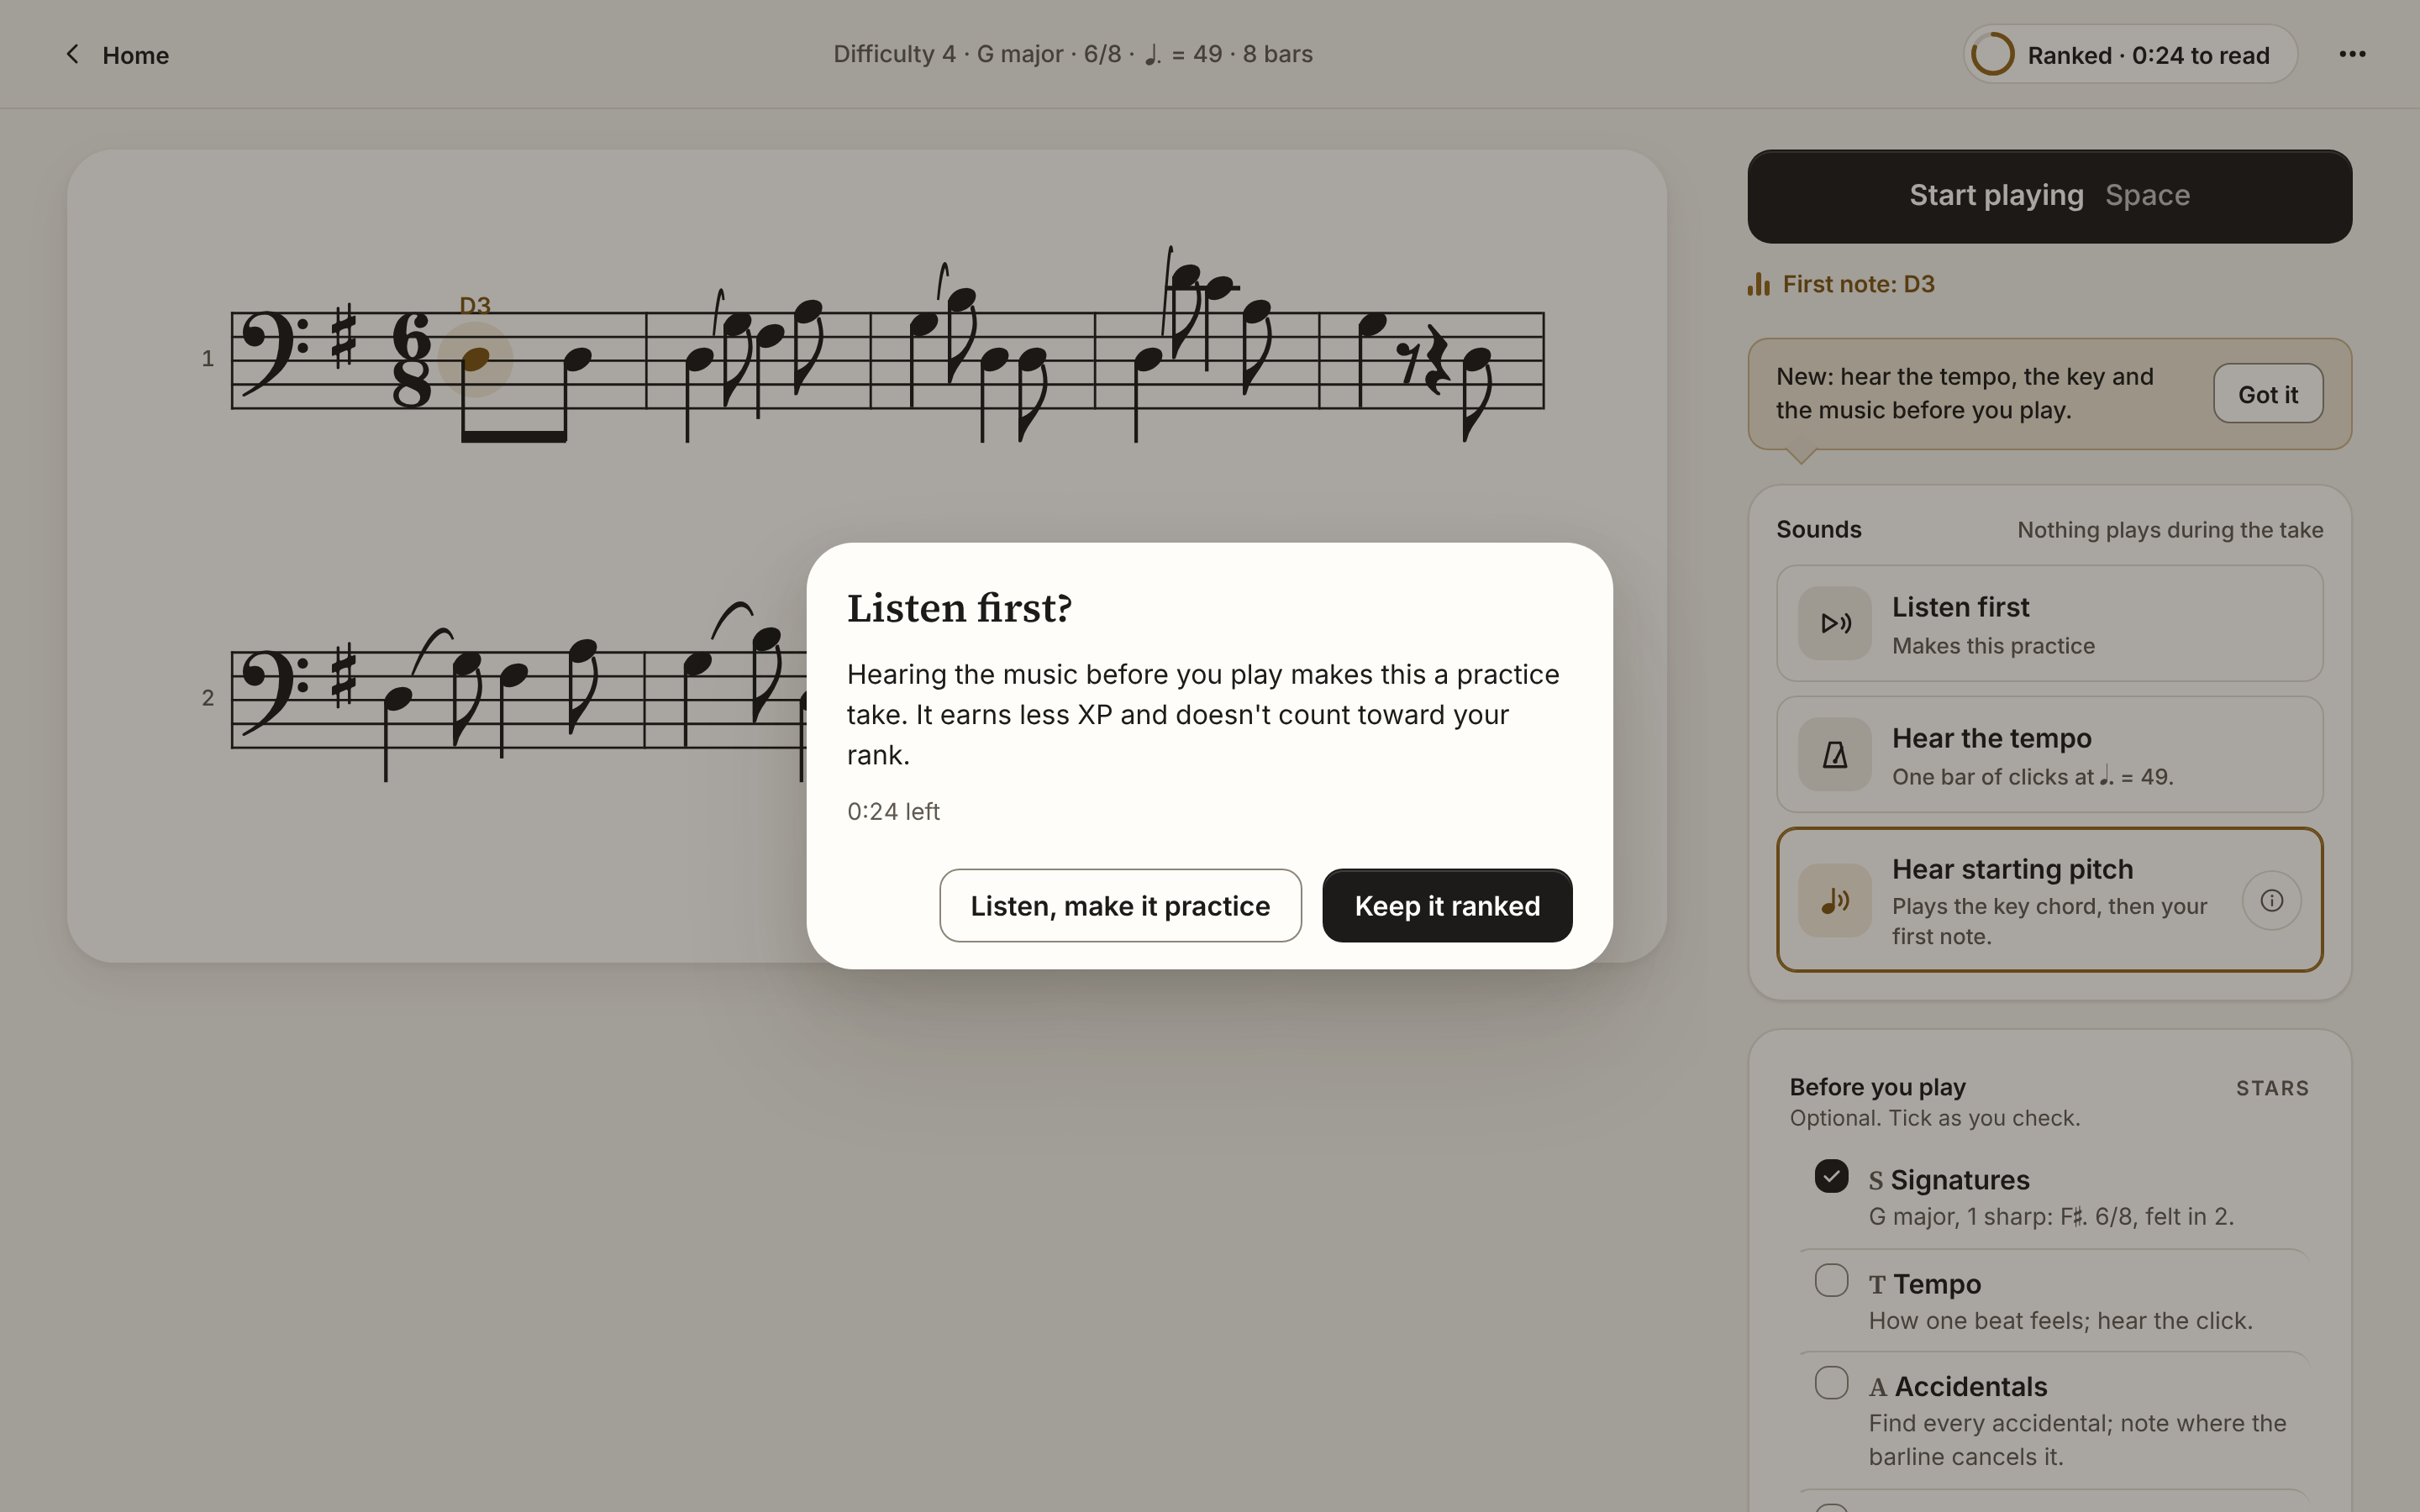 Home
Difficulty 4 · G major · 6/8 · ♩. = 49 · 8 bars
Ranked · 0:24 to read
Start playing Space
First note: D3
New: hear the tempo, the key and
the music before you play.
Got it
D3
1
6
8
Sounds
Nothing plays during the take
Listen first
Makes this practice
Hear the tempo
One bar of clicks at ♩. = 49.
Hear starting pitch
Plays the key chord, then your
first note.
2
Listen first?
Hearing the music before you play makes this a practice
take. It earns less XP and doesn't count toward your
rank.
0:24 left
Listen, make it practice
Keep it ranked
Before you play
STARS
Optional. Tick as you check.
S Signatures
G major, 1 sharp: F♯. 6/8, felt in 2.
T Tempo
How one beat feels; hear the click.
A Accidentals
Find every accidental; note where the
barline cancels it.